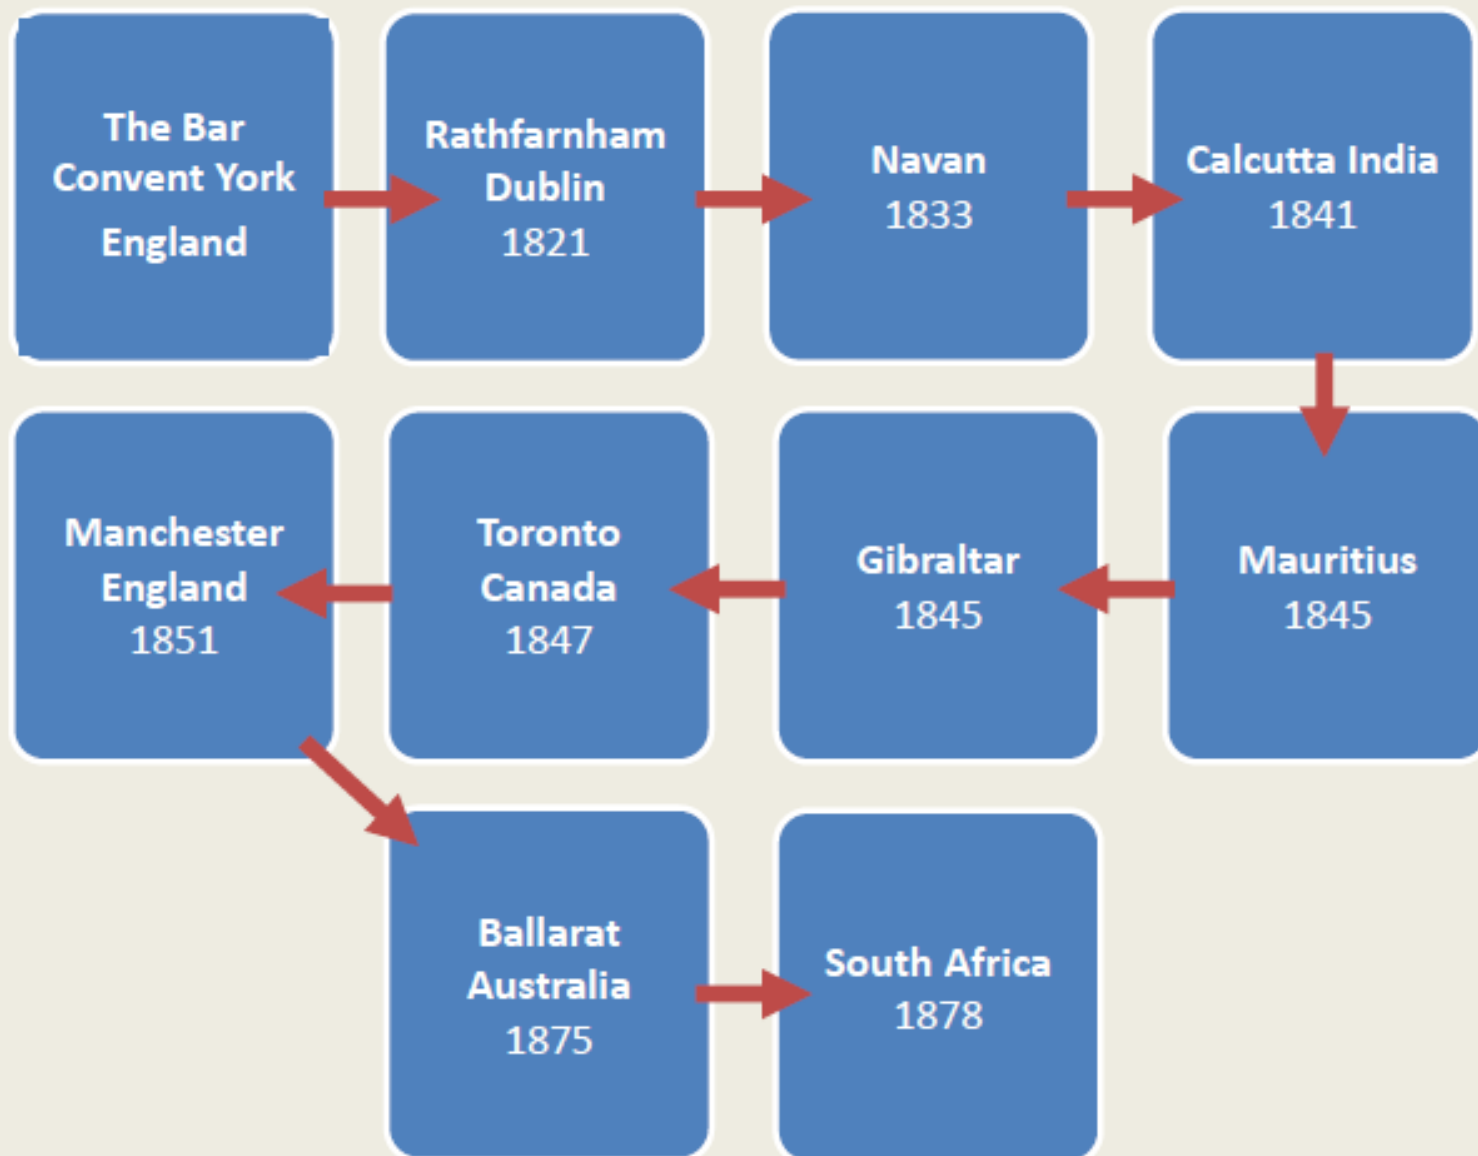 The Bar
Convent York
England
Rathfarnham
Dublin
1821
Navan
1833
Calcutta India
1841
Mauritius
1845
Gibraltar
1845
Toronto
Canada
1847
Manchester
England
1851
Ballarat
Australia
1875
South Africa
1878